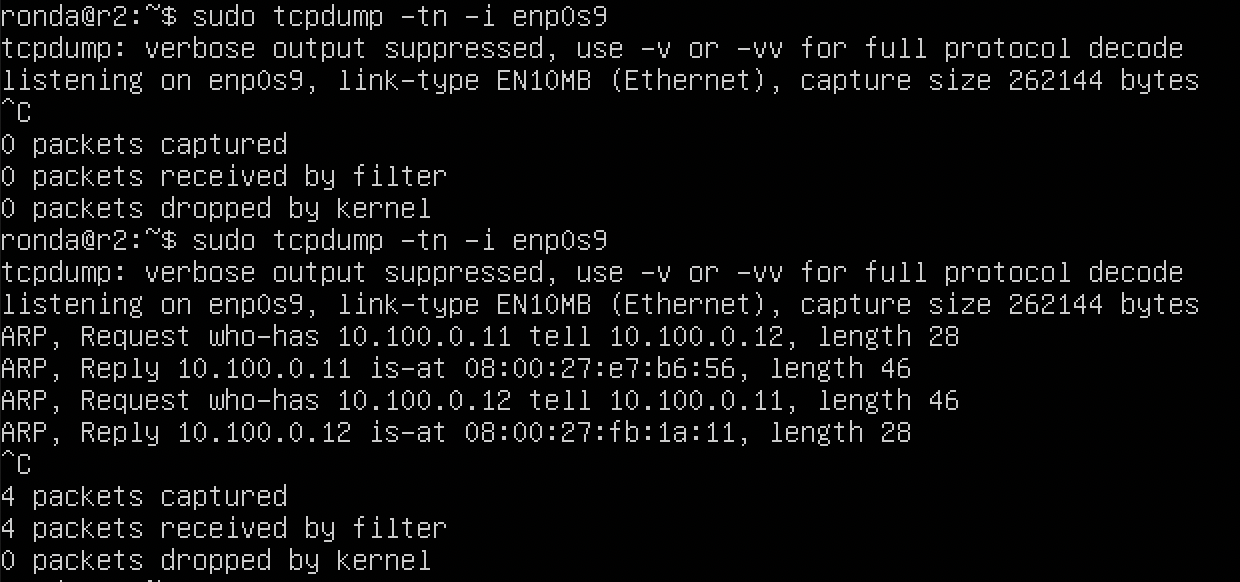 ronda@r2:~$ sudo tcpdump -tn -i enp0s9
tcpdump: verbose output suppressed, use -v or -vv for full protocol decode
listening on enp0s9, link-type EN10MB (Ethernet), capture size 262144 bytes
^C
0 packets captured
0 packets received by filter
0 packets dropped by kernel
ronda@r2:~$ sudo tcpdump -tn -i enp0s9
tcpdump: verbose output suppressed, use -v or -vv for full protocol decode
listening on enp0s9, link-type EN10MB (Ethernet), capture size 262144 bytes
ARP, Request who-has 10.100.0.11 tell 10.100.0.12, length 28
ARP, Reply 10.100.0.11 is-at 08:00:27:e7:b6:56, length 46
ARP, Request who-has 10.100.0.12 tell 10.100.0.11, length 46
ARP, Reply 10.100.0.12 is-at 08:00:27:fb:1a:11, length 28
^C
4 packets captured
4 packets received by filter
0 packets dropped by kernel